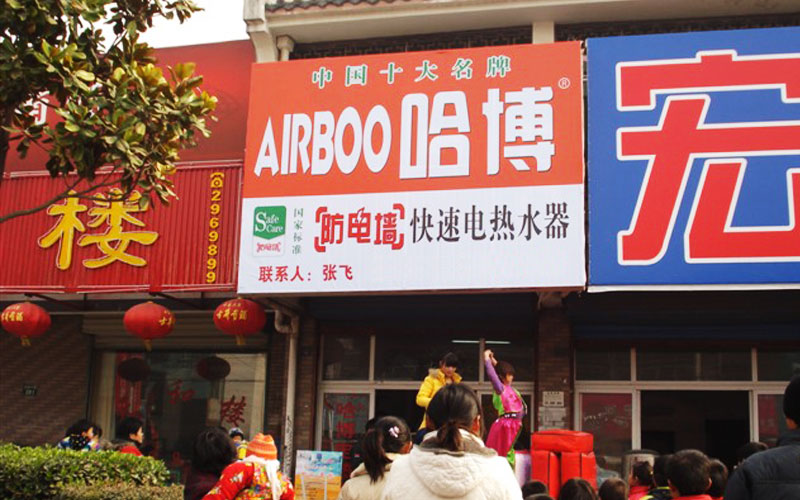 中国十大名牌
AIRBOO哈博®
Safe Care
国家标准
防电墙 快速电热水器
联系人：张飞
楼
☎2969899
宏